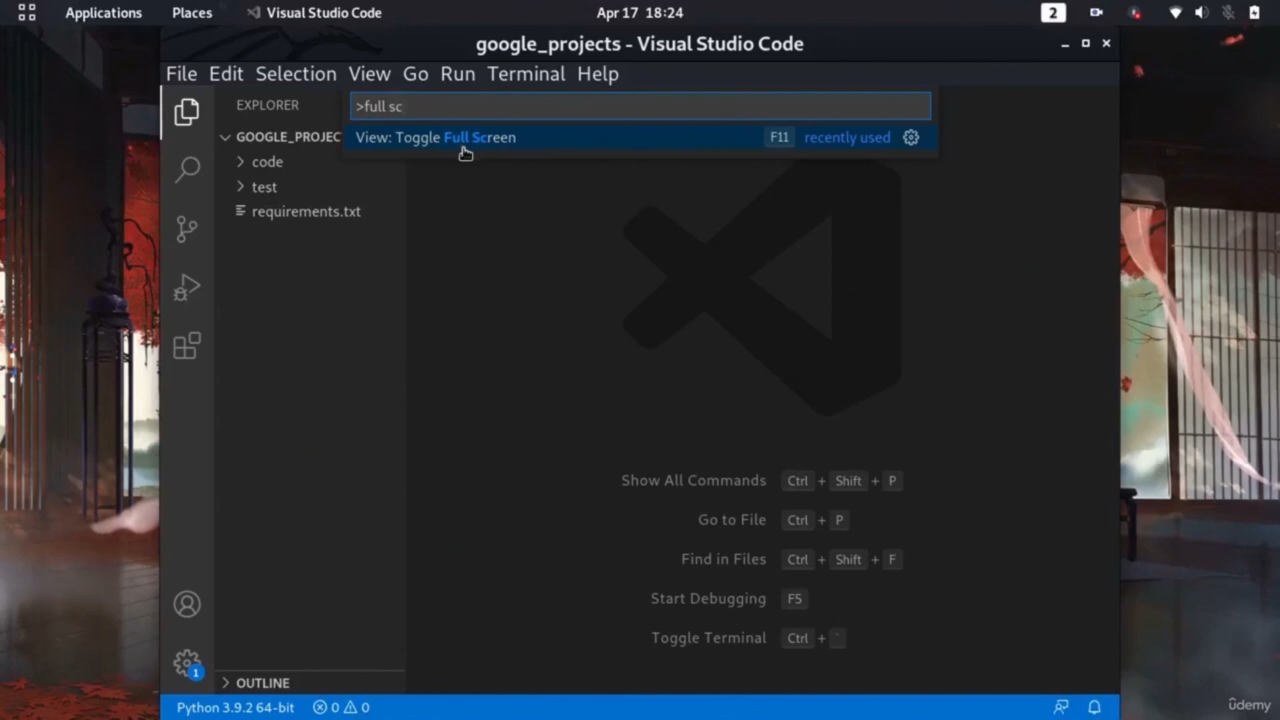 Applications Places Visual Studio Code Apr 17 18:24 2
google_projects - Visual Studio Code
File Edit Selection View Go Run Terminal Help
EXPLORER
>full sc
GOOGLE_PROJEC
View: Toggle Full Screen F11 recently used
code
test
requirements.txt
Show All Commands Ctrl + Shift + P
Go to File Ctrl + P
Find in Files Ctrl + Shift + F
Start Debugging F5
Toggle Terminal Ctrl + `
1
OUTLINE
Python 3.9.2 64-bit 0 0
ûdemy